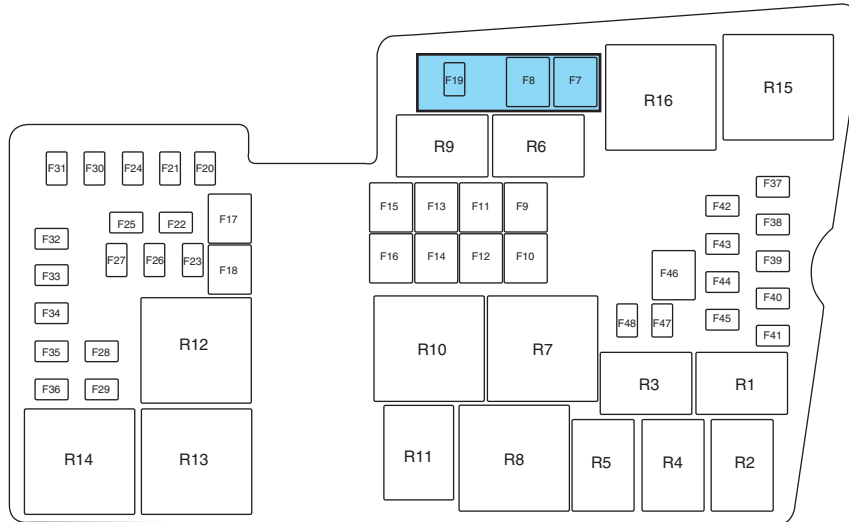 R15
R16
F19 F8 F7
R9 R6
F31 F30 F24 F21 F20
F37
F15 F13 F11 F9
F42
F17
F25 F22
F38
F32
F43
F27 F26 F23
F16 F14 F12 F10
F39
F46
F33
F18
F44
F40
F34
F48 F47
F45
F41
R12
R10 R7
F35 F28
R3 R1
F36 F29
R14 R13
R11 R8 R5 R4 R2